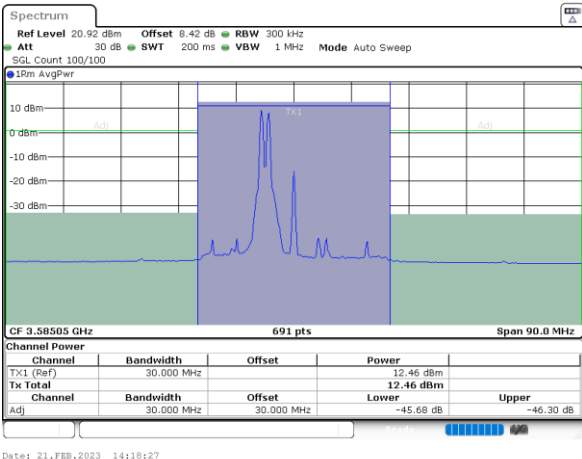 Spectrum
Ref Level 20.92 dBm Offset 8.42 dB RBW 300 kHz
Att 30 dB SWT 200 ms VBW 1 MHz Mode Auto Sweep
SGL Count 100/100
1Rm AvgPwr
10 dBm
TX1
Adj Adj
0 dBm
-10 dBm
-20 dBm
-30 dBm
CF 3.58505 GHz 691 pts Span 90.0 MHz
Channel Power
Channel Bandwidth Offset Power
TX1 (Ref) 30.000 MHz 12.46 dBm
Tx Total 12.46 dBm
Channel Bandwidth Offset Lower Upper
Adj 30.000 MHz 30.000 MHz -45.68 dB -46.30 dB
Ready
Date: 21.FEB.2023 14:18:27